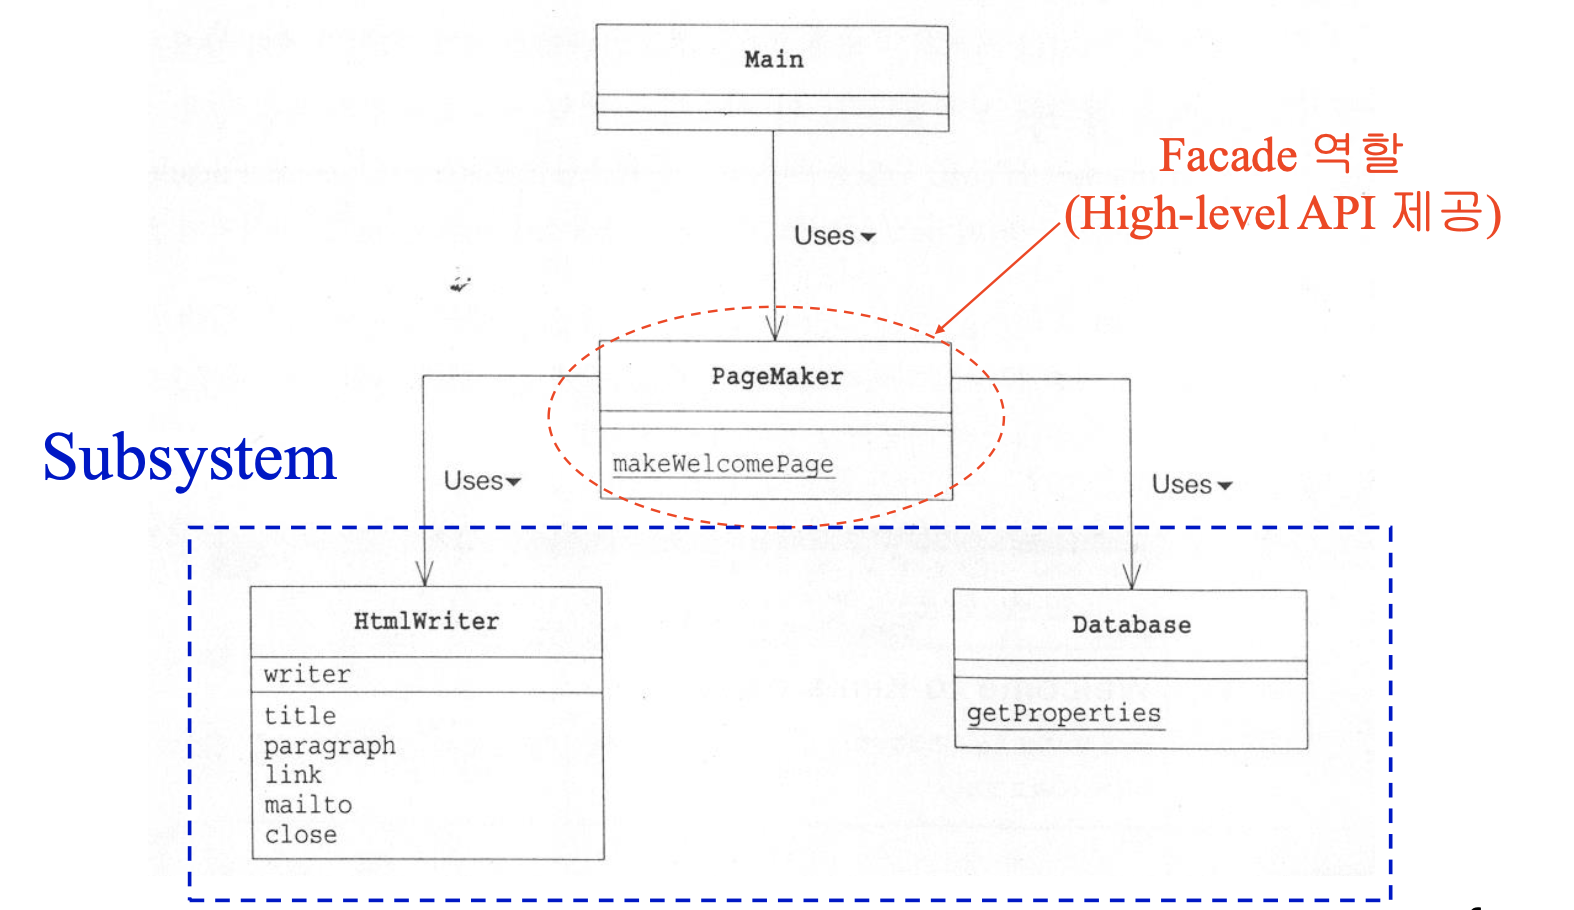 Main
Facade 역할
(High-level API 제공)
Uses
PageMaker
makeWelcomePage
Subsystem
Uses
Uses
HtmlWriter
writer
title
paragraph
link
mailto
close
Database
getProperties